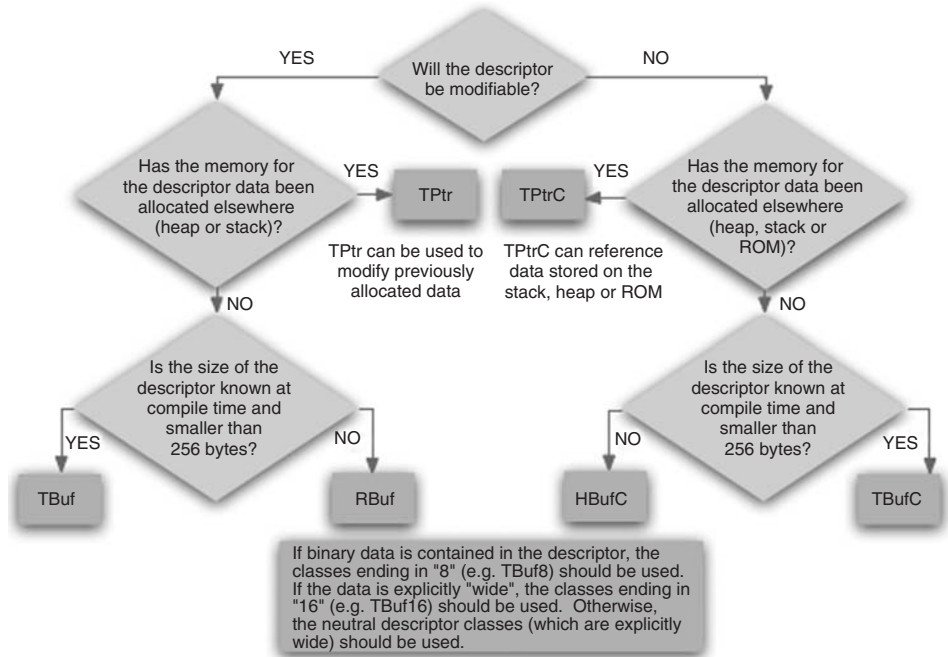 YES
Will the descriptor
be modifiable?
NO
Has the memory for
the descriptor data been
allocated elsewhere
(heap or stack)?
YES
TPtr
TPtrC
YES
Has the memory for
the descriptor data been
allocated elsewhere
(heap, stack or
ROM)?
TPtr can be used to
modify previously
allocated data
TPtrC can reference
data stored on the
stack, heap or ROM
NO
NO
Is the size of the
descriptor known at
compile time and
smaller than
256 bytes?
Is the size of the
descriptor known at
compile time and
smaller than
256 bytes?
YES
NO
NO
YES
TBuf
RBuf
HBufC
TBufC
If binary data is contained in the descriptor, the
classes ending in "8" (e.g. TBuf8) should be used.
If the data is explicitly "wide", the classes ending in
"16" (e.g. TBuf16) should be used. Otherwise,
the neutral descriptor classes (which are explicitly
wide) should be used.